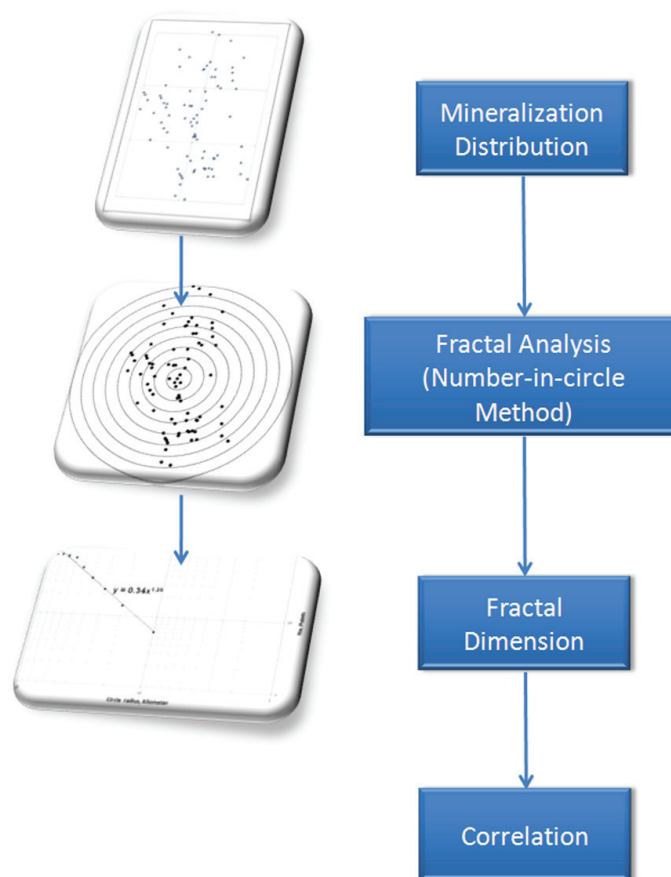 Mineralization
Distribution
Fractal Analysis
(Number-in-circle
Method)
y = 0.34x
Fractal
Dimension
Circle radius, Kilometer
Correlation